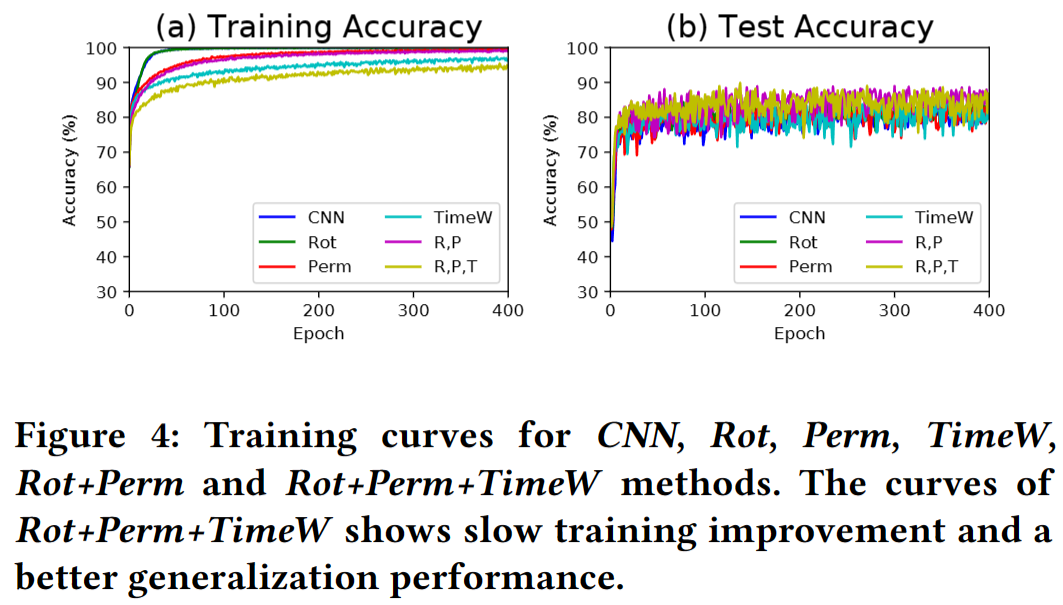 (a) Training Accuracy
100
90
80
70
60
50
40
30
Accuracy (%)
CNN
Rot
Perm
TimeW
R,P
R,P,T
0
100
200
300
400
Epoch
(b) Test Accuracy
100
90
80
70
60
50
40
30
Accuracy (%)
CNN
Rot
Perm
TimeW
R,P
R,P,T
0
100
200
300
400
Epoch
Figure 4: Training curves for CNN, Rot, Perm, TimeW,
Rot+Perm and Rot+Perm+TimeW methods. The curves of
Rot+Perm+TimeW shows slow training improvement and a
better generalization performance.